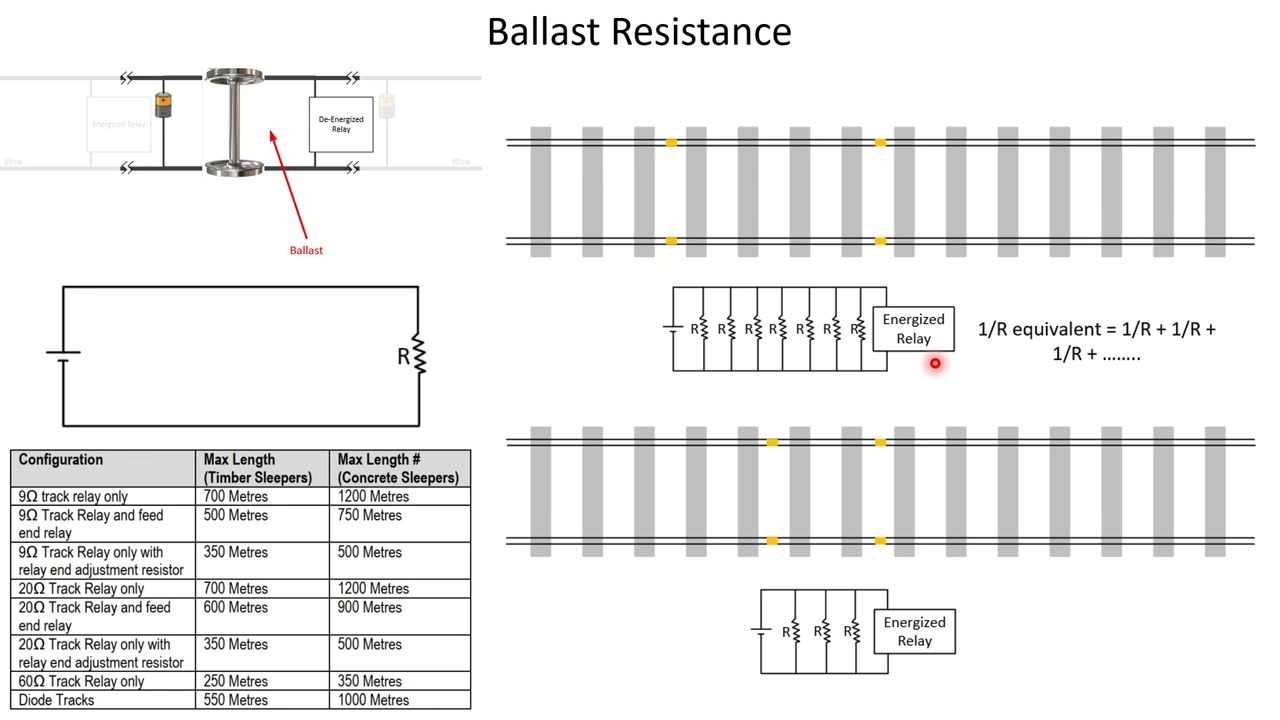 Ballast Resistance
Energized Relay
De-Energized
Relay
Wire
Wire
Ballast
R
R
R
R
R
R
R
R
Energized
Relay
1/R equivalent = 1/R + 1/R +
1/R + ........
Configuration
Max Length
(Timber Sleepers)
Max Length #
(Concrete Sleepers)
9Ω track relay only
700 Metres
1200 Metres
9Ω Track Relay and feed
end relay
500 Metres
750 Metres
9Ω Track Relay only with
relay end adjustment resistor
350 Metres
500 Metres
20Ω Track Relay only
700 Metres
1200 Metres
20Ω Track Relay and feed
end relay
600 Metres
900 Metres
20Ω Track Relay only with
relay end adjustment resistor
350 Metres
500 Metres
60Ω Track Relay only
250 Metres
350 Metres
Diode Tracks
550 Metres
1000 Metres
R
R
R
Energized
Relay